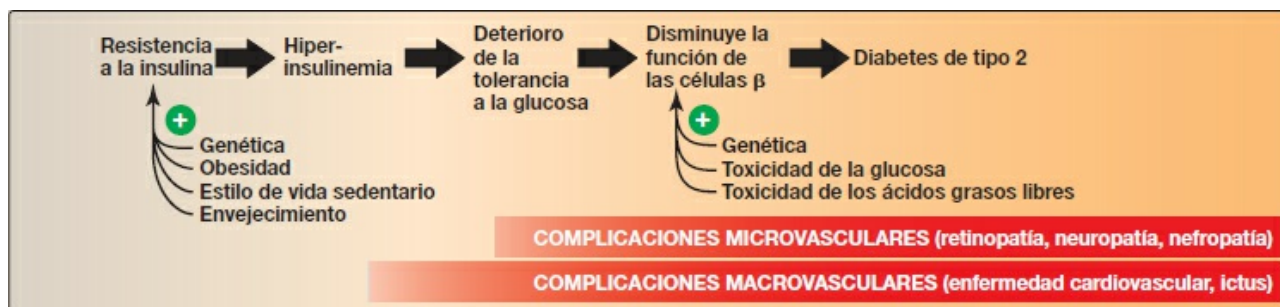 Resistencia
a la insulina
Hiper-
insulinemia
Deterioro
de la
tolerancia
a la glucosa
Disminuye la
función de
las células β
Diabetes de tipo 2
+
Genética
Obesidad
Estilo de vida sedentario
Envejecimiento
+
Genética
Toxicidad de la glucosa
Toxicidad de los ácidos grasos libres
COMPLICACIONES MICROVASCULARES (retinopatía, neuropatía, nefropatía)
COMPLICACIONES MACROVASCULARES (enfermedad cardiovascular, ictus)